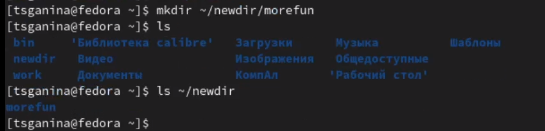 [tsganina@fedora ~]$ mkdir ~/newdir/morefun
[tsganina@fedora ~]$ ls
bin 'Библиотека calibre' Загрузки Музыка Шаблоны
newdir Видео Изображения Общедоступные
work Документы КомпАл 'Рабочий стол'
[tsganina@fedora ~]$ ls ~/newdir
morefun
[tsganina@fedora ~]$